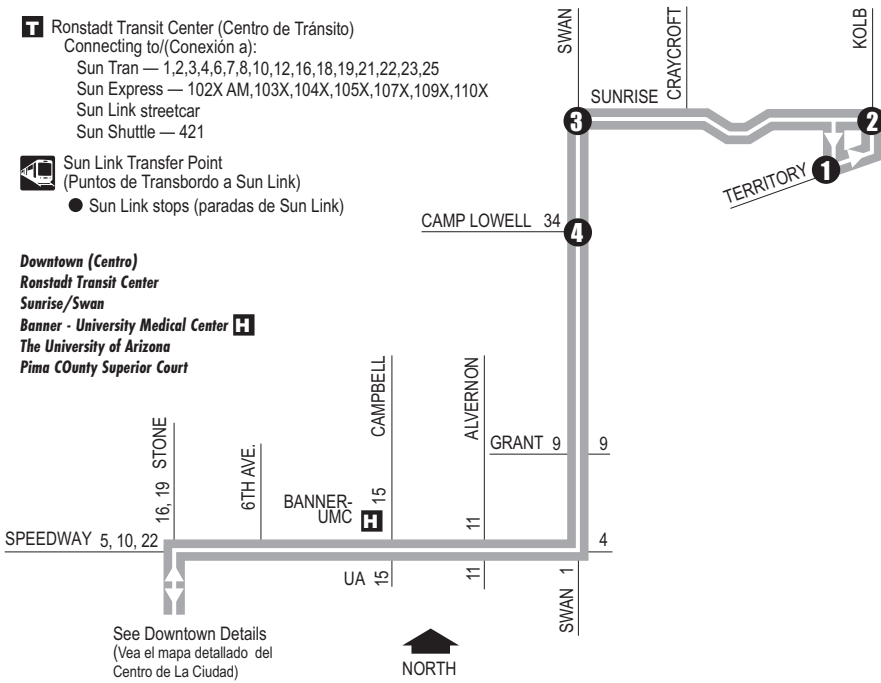 T Ronstadt Transit Center (Centro de Tránsito)
Connecting to/(Conexión a):
Sun Tran — 1,2,3,4,6,7,8,10,12,16,18,19,21,22,23,25
Sun Express — 102X AM,103X,104X,105X,107X,109X,110X
Sun Link streetcar
Sun Shuttle — 421
Sun Link Transfer Point
(Puntos de Transbordo a Sun Link)
● Sun Link stops (paradas de Sun Link)
Downtown (Centro)
Ronstadt Transit Center
Sunrise/Swan
Banner - University Medical Center H
The University of Arizona
Pima COunty Superior Court
SWAN
CRAYCROFT
KOLB
SUNRISE
3
2
1
TERRITORY
CAMP LOWELL 34
4
16, 19 STONE
6TH AVE.
CAMPBELL
15
ALVERNON
11
GRANT 9
9
BANNER-
UMC H
SPEEDWAY 5, 10, 22
4
UA
15
11
SWAN 1
See Downtown Details
(Vea el mapa detallado del
Centro de La Ciudad)
NORTH